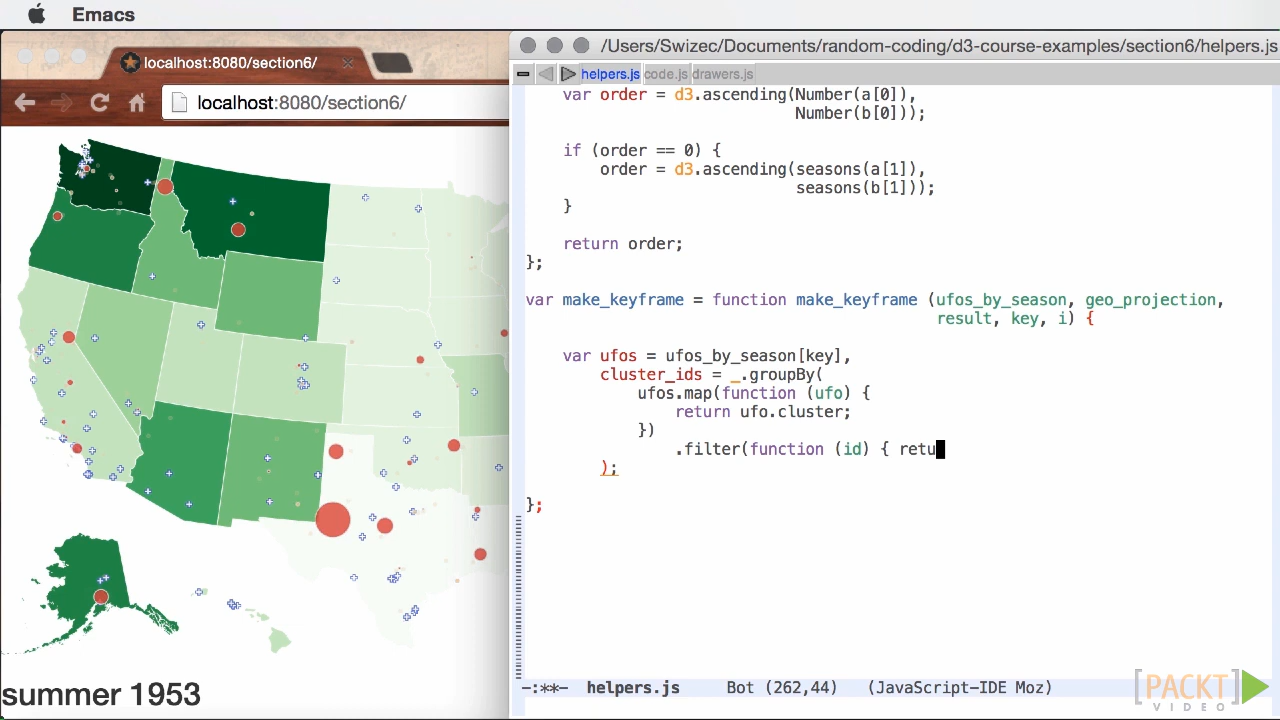 Emacs
localhost:8080/section6/
localhost:8080/section6/
summer 1953
/Users/Swizec/Documents/random-coding/d3-course-examples/section6/helpers.js
helpers.js code.js drawers.js
var order = d3.ascending(Number(a[0]),
Number(b[0]));
if (order == 0) {
order = d3.ascending(seasons(a[1]),
seasons(b[1]));
}
return order;
};
var make_keyframe = function make_keyframe (ufos_by_season, geo_projection,
result, key, i) {
var ufos = ufos_by_season[key],
cluster_ids = _.groupBy(
ufos.map(function (ufo) {
return ufo.cluster;
})
.filter(function (id) { retu
);
};
-:**- helpers.js Bot (262,44) (JavaScript-IDE Moz)
[PACKT]
VIDEO